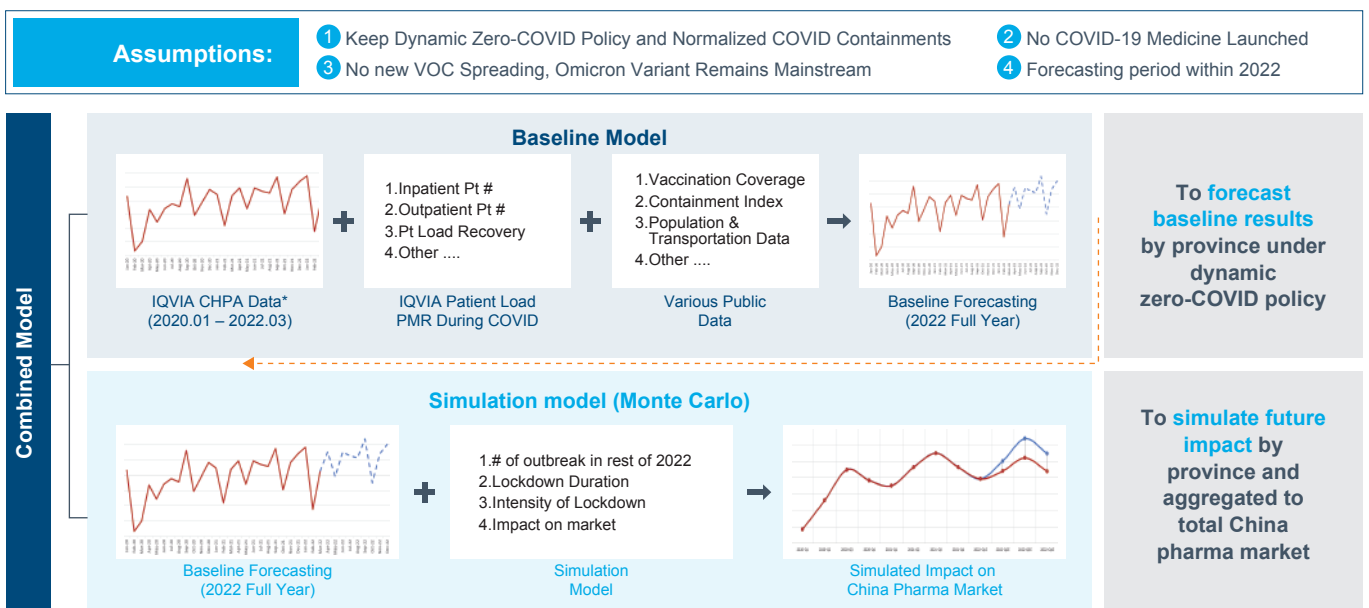 Assumptions:
1 Keep Dynamic Zero-COVID Policy and Normalized COVID Containments
2 No COVID-19 Medicine Launched
3 No new VOC Spreading, Omicron Variant Remains Mainstream
4 Forecasting period within 2022
Combined Model
Baseline Model
IQVIA CHPA Data*
(2020.01 – 2022.03)
1.Inpatient Pt #
2.Outpatient Pt #
3.Pt Load Recovery
4.Other ....
IQVIA Patient Load
PMR During COVID
1.Vaccination Coverage
2.Containment Index
3.Population &
Transportation Data
4.Other ....
Various Public
Data
Baseline Forecasting
(2022 Full Year)
To forecast
baseline results
by province under
dynamic
zero-COVID policy
Simulation model (Monte Carlo)
Baseline Forecasting
(2022 Full Year)
1.# of outbreak in rest of 2022
2.Lockdown Duration
3.Intensity of Lockdown
4.Impact on market
Simulation
Model
Simulated Impact on
China Pharma Market
To simulate future
impact by
province and
aggregated to
total China
pharma market